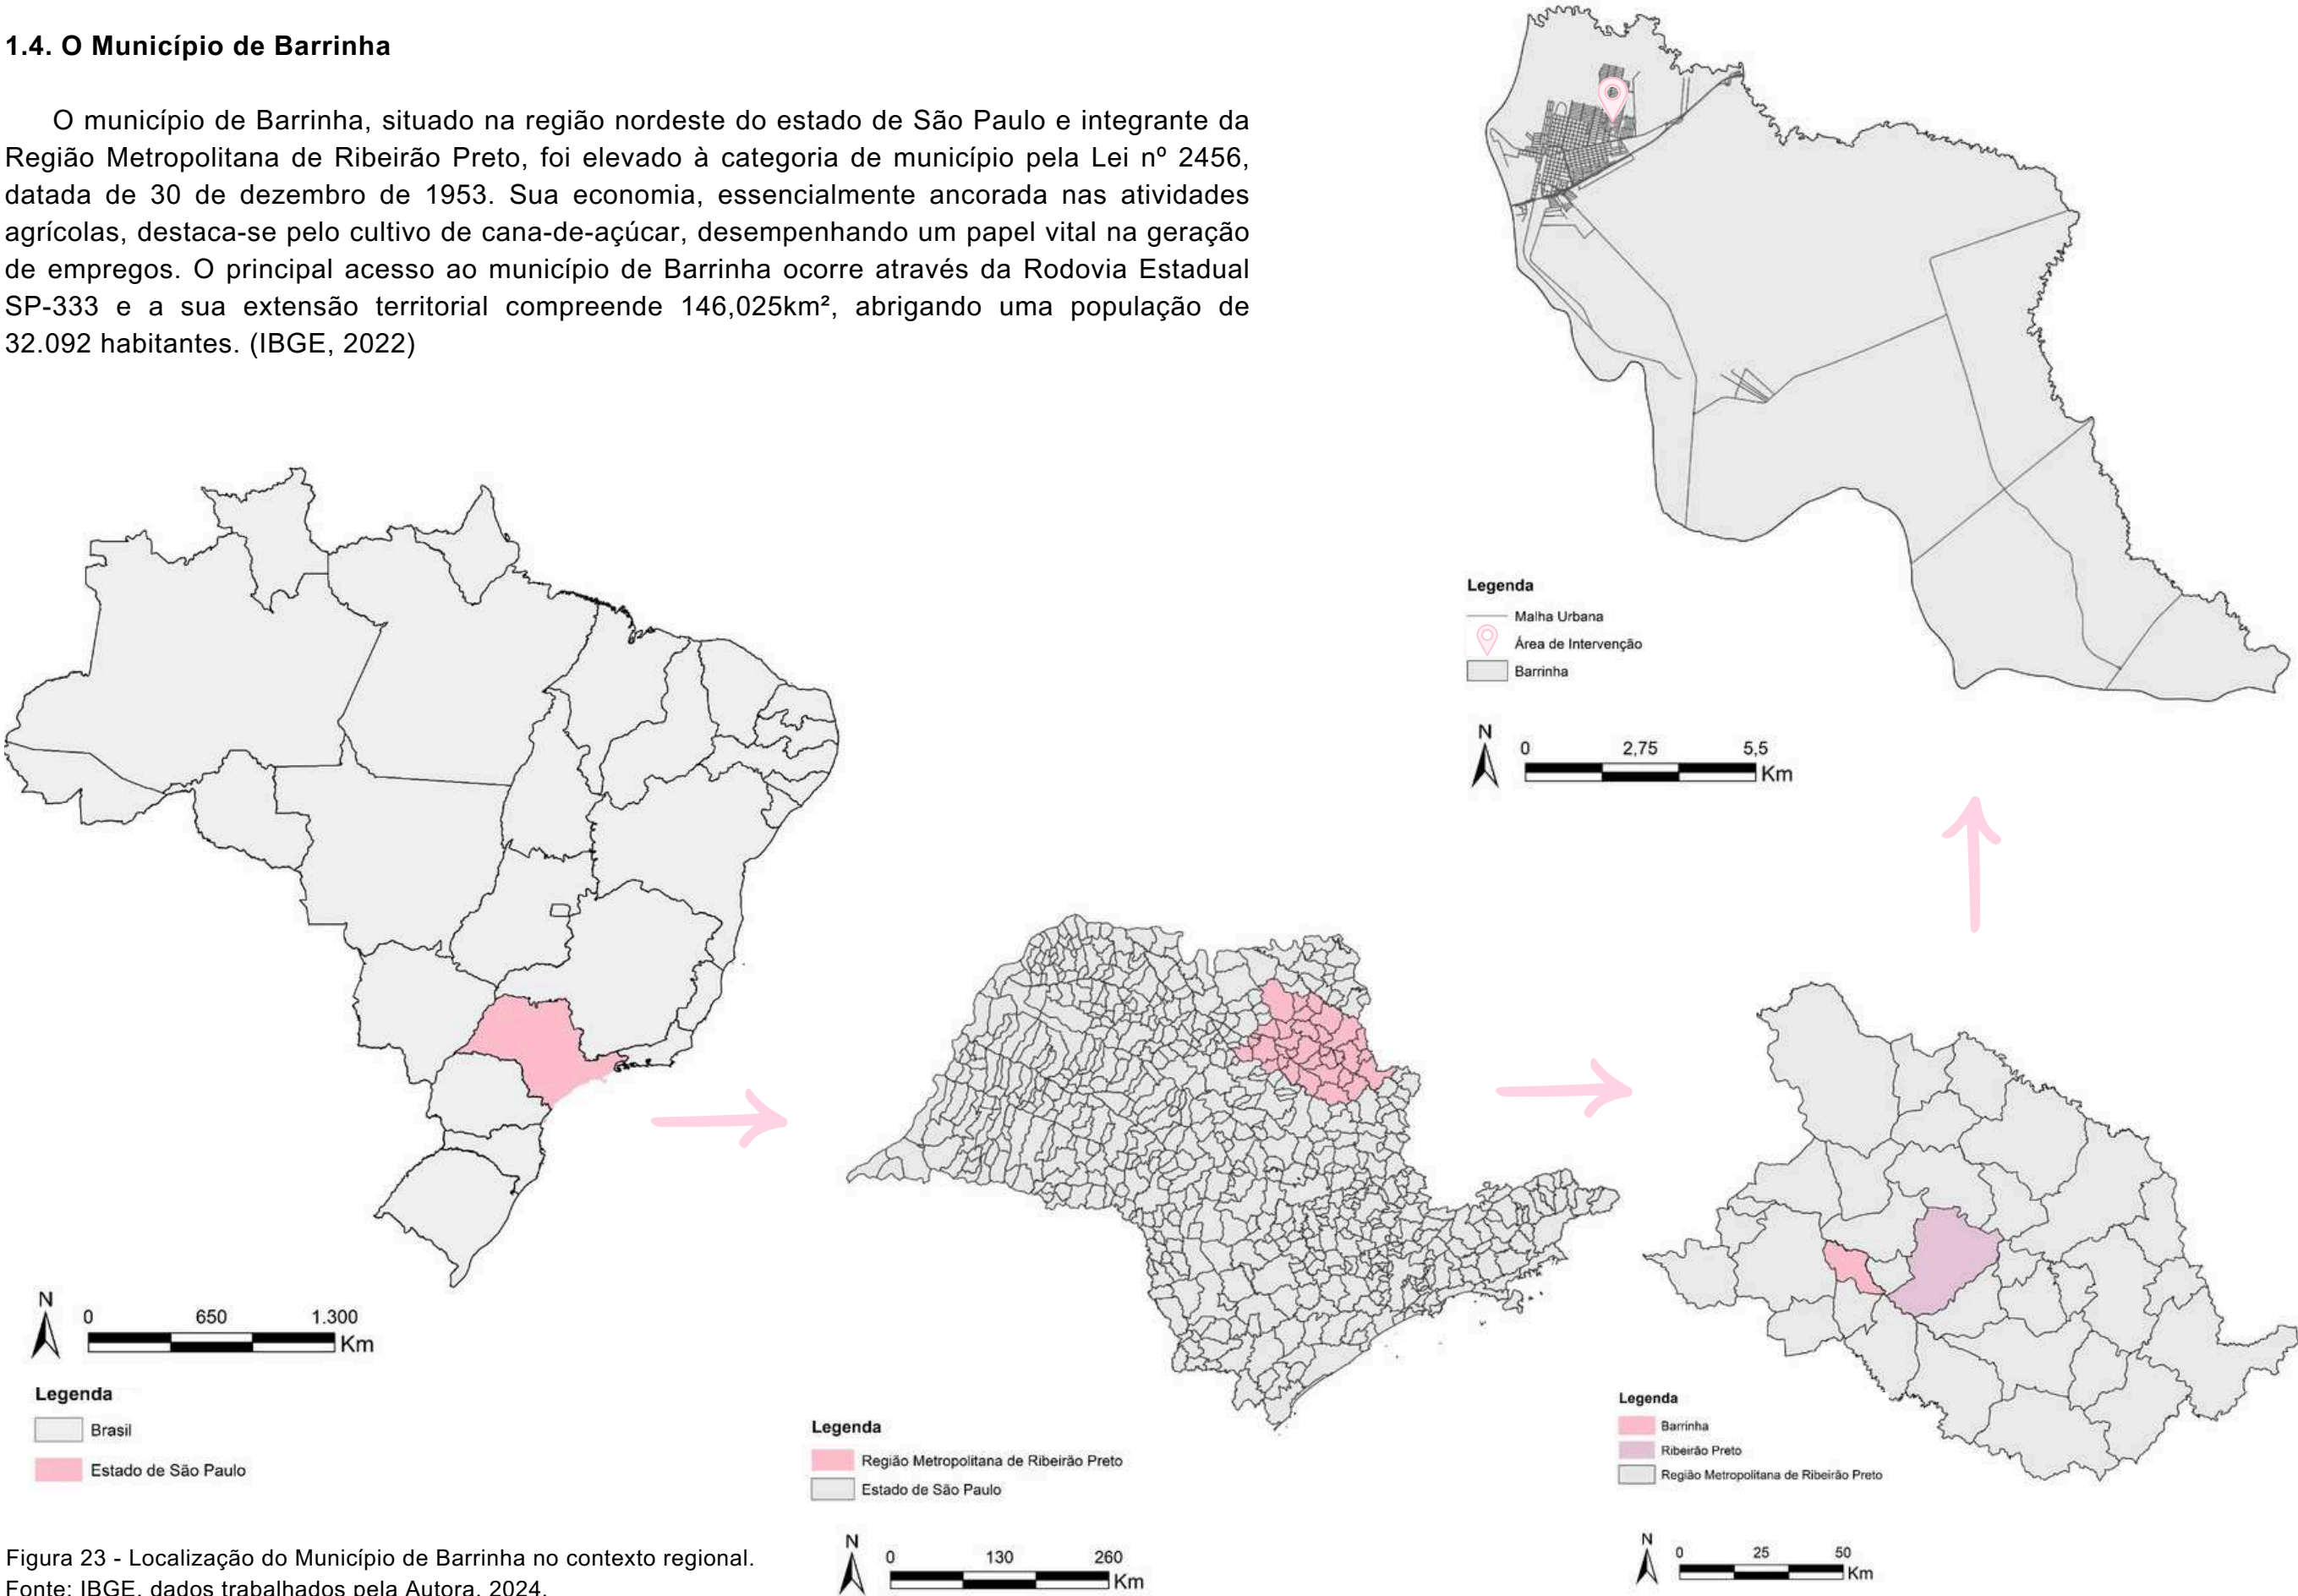 1.4. O Município de Barrinha
O município de Barrinha, situado na região nordeste do estado de São Paulo e integrante da
Região Metropolitana de Ribeirão Preto, foi elevado à categoria de município pela Lei nº 2456,
datada de 30 de dezembro de 1953. Sua economia, essencialmente ancorada nas atividades
agrícolas, destaca-se pelo cultivo de cana-de-açúcar, desempenhando um papel vital na geração
de empregos. O principal acesso ao município de Barrinha ocorre através da Rodovia Estadual
SP-333 e a sua extensão territorial compreende 146,025km², abrigando uma população de
32.092 habitantes. (IBGE, 2022)
Legenda
Malha Urbana
Área de Intervenção
Barrinha
N
0 2,75 5,5
Km
N
0 650 1.300
Km
Legenda
Brasil
Estado de São Paulo
Legenda
Região Metropolitana de Ribeirão Preto
Estado de São Paulo
N
0 130 260
Km
Legenda
Barrinha
Ribeirão Preto
Região Metropolitana de Ribeirão Preto
N
0 25 50
Km
Figura 23 - Localização do Município de Barrinha no contexto regional.
Fonte: IBGE, dados trabalhados pela Autora, 2024.